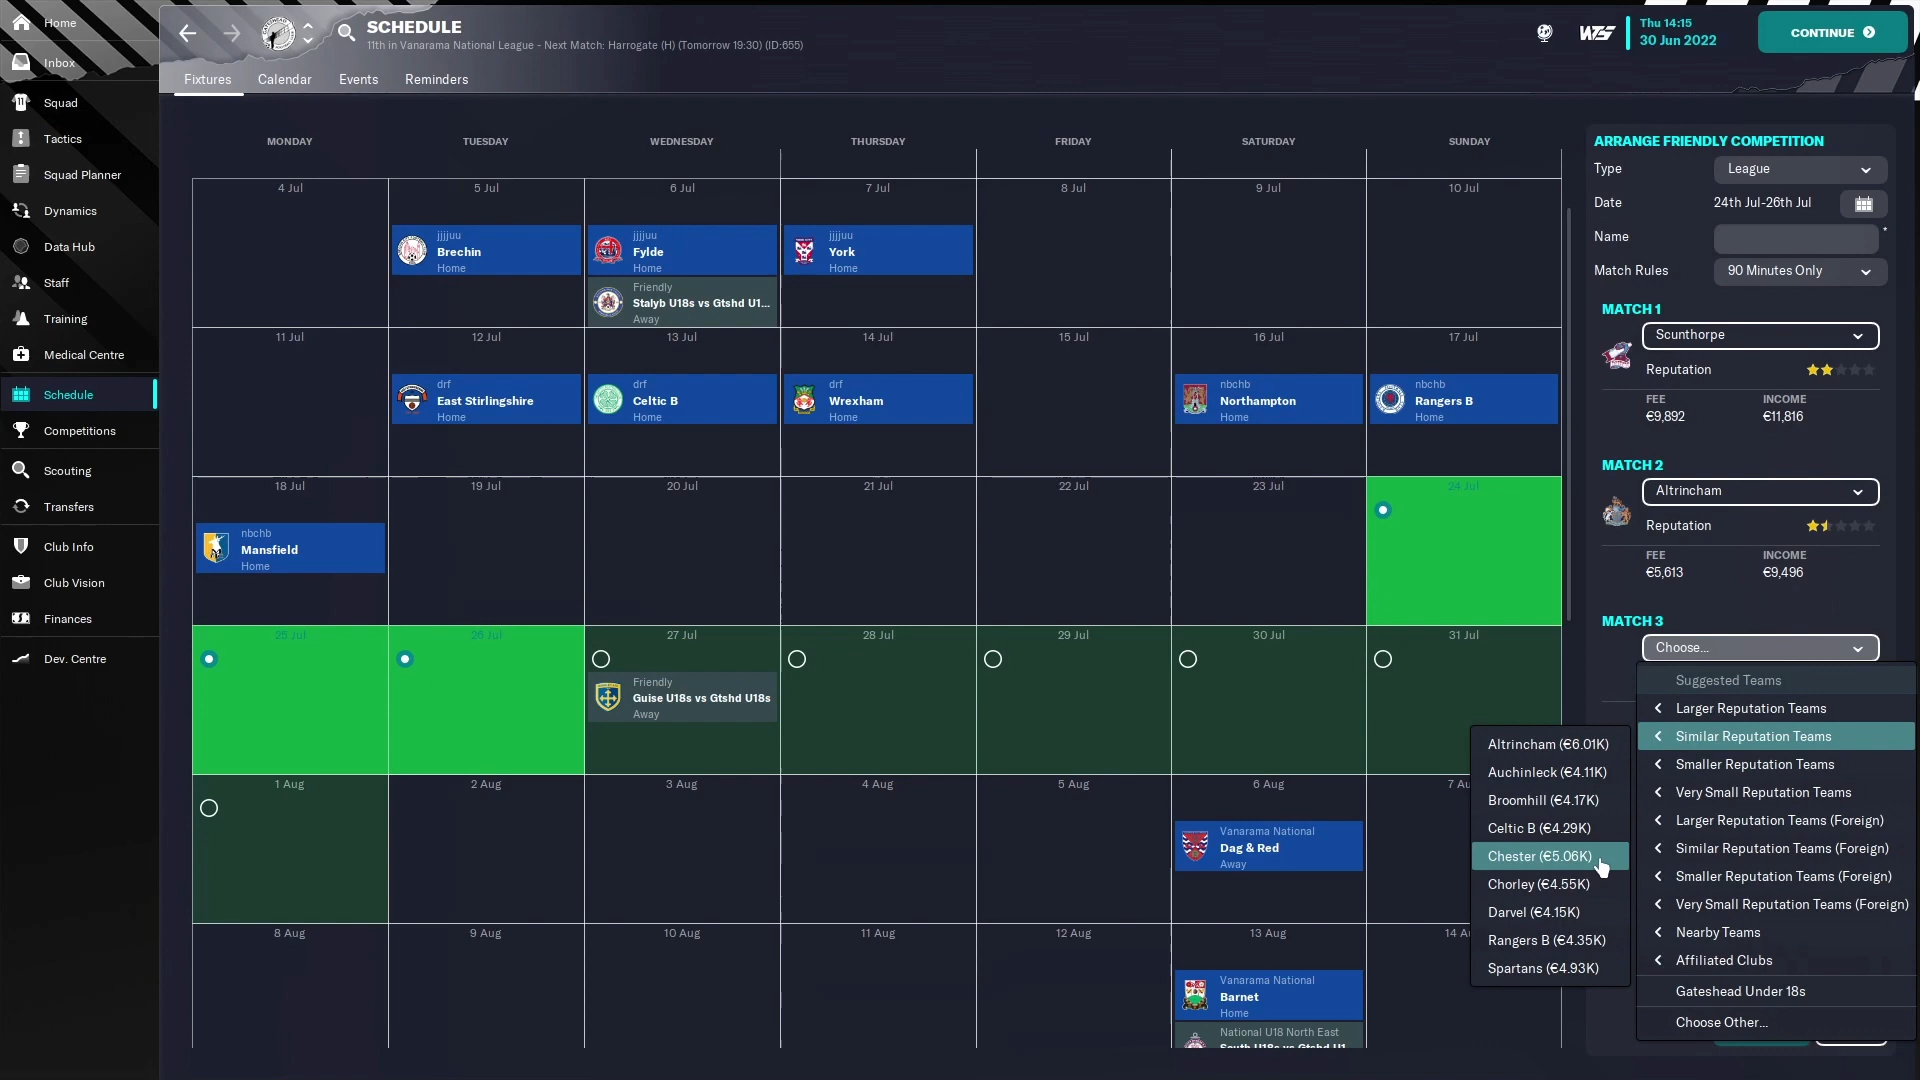 Home
Inbox
Squad
Tactics
Squad Planner
Dynamics
Data Hub
Staff
Training
Medical Centre
Schedule
Competitions
Scouting
Transfers
Club Info
Club Vision
Finances
Dev. Centre
SCHEDULE
11th in Vanarama National League - Next Match: Harrogate (H) (Tomorrow 19:30) (ID:655)
Thu 14:15
30 Jun 2022
CONTINUE
Fixtures Calendar Events Reminders
MONDAY TUESDAY WEDNESDAY THURSDAY FRIDAY SATURDAY SUNDAY
4 Jul 5 Jul 6 Jul 7 Jul 8 Jul 9 Jul 10 Jul
jjjjuu
Brechin
Home
jjjjuu
Fylde
Home
Friendly
Stalyb U18s vs Gtshd U1...
Away
jjjjuu
York
Home
11 Jul 12 Jul 13 Jul 14 Jul 15 Jul 16 Jul 17 Jul
drf
East Stirlingshire
Home
drf
Celtic B
Home
drf
Wrexham
Home
nbchb
Northampton
Home
nbchb
Rangers B
Home
18 Jul 19 Jul 20 Jul 21 Jul 22 Jul 23 Jul 24 Jul
nbchb
Mansfield
Home
25 Jul 26 Jul 27 Jul 28 Jul 29 Jul 30 Jul 31 Jul
Friendly
Guise U18s vs Gtshd U18s
Away
1 Aug 2 Aug 3 Aug 4 Aug 5 Aug 6 Aug 7 Au
Vanarama National
Dag & Red
Away
8 Aug 9 Aug 10 Aug 11 Aug 12 Aug 13 Aug 14 Au
Vanarama National
Barnet
Home
National U18 North East
South U18s vs Gtshd U1
ARRANGE FRIENDLY COMPETITION
Type League
Date 24th Jul-26th Jul
Name *
Match Rules 90 Minutes Only
MATCH 1
Scunthorpe
Reputation
FEE INCOME
€9,892 €11,816
MATCH 2
Altrincham
Reputation
FEE INCOME
€5,613 €9,496
MATCH 3
Choose...
Suggested Teams
Larger Reputation Teams
Similar Reputation Teams
Smaller Reputation Teams
Very Small Reputation Teams
Larger Reputation Teams (Foreign)
Similar Reputation Teams (Foreign)
Smaller Reputation Teams (Foreign)
Very Small Reputation Teams (Foreign)
Nearby Teams
Affiliated Clubs
Gateshead Under 18s
Choose Other...
Altrincham (€6.01K)
Auchinleck (€4.11K)
Broomhill (€4.17K)
Celtic B (€4.29K)
Chester (€5.06K)
Chorley (€4.55K)
Darvel (€4.15K)
Rangers B (€4.35K)
Spartans (€4.93K)